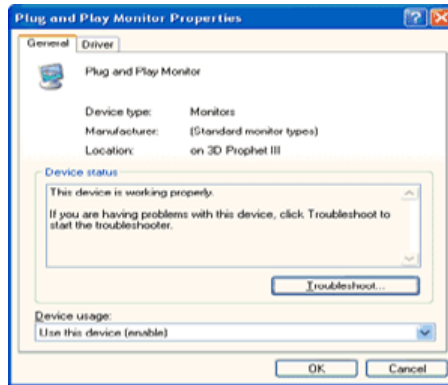 Plug and Play Monitor Properties
General
Driver
Plug and Play Monitor
Device type: Monitors
Manufacturer: (Standard monitor types)
Location: on 3D Prophet III
Device status
This device is working properly.
If you are having problems with this device, click Troubleshoot to
start the troubleshooter.
Troubleshoot...
Device usage:
Use this device (enable)
OK
Cancel